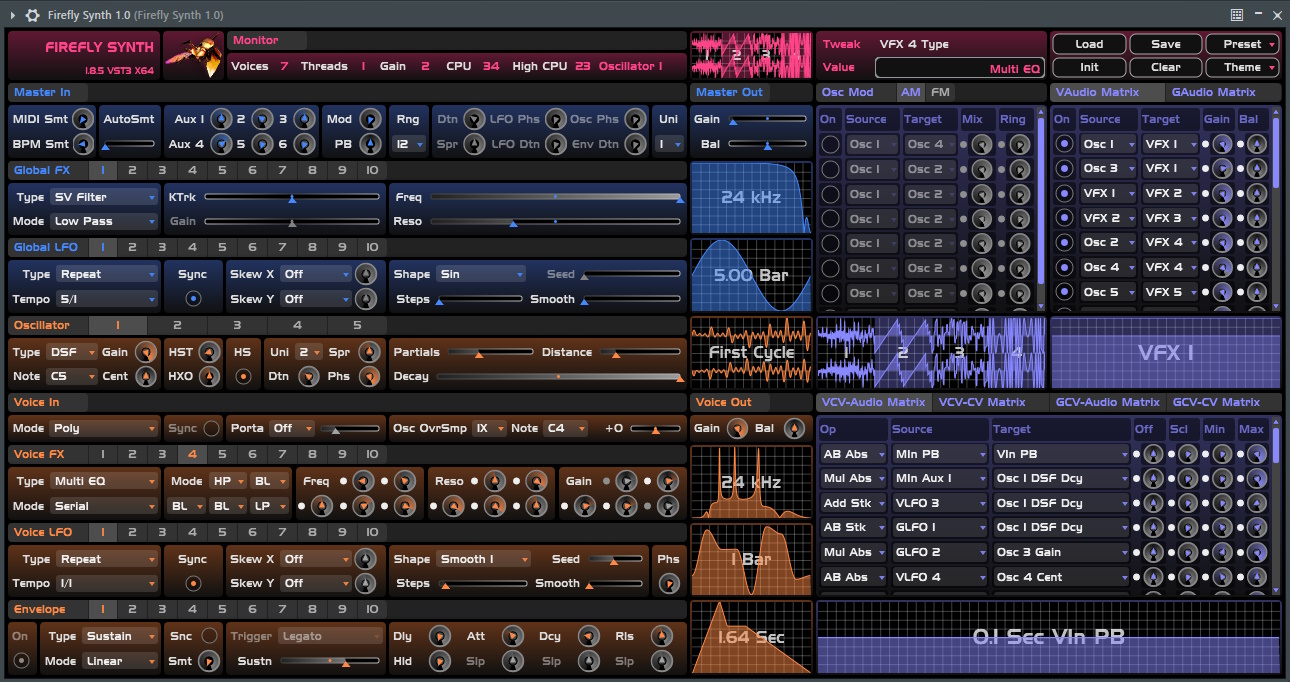 Firefly Synth 1.0 (Firefly Synth 1.0)
FIREFLY SYNTH
1.8.5 VST3 X64
Monitor
Voices 7 Threads 1 Gain 2 CPU 34 High CPU 23 Oscillator 1
1 2 3 4
Tweak VFX 4 Type
Value Multi EQ
Load Save Preset
Init Clear Theme
Master In
MIDI Smt AutoSmt Aux 1 2 3 Mod Rng Dtn LFO Phs Osc Phs Uni
BPM Smt Aux 4 5 6 PB 12 Spr LFO Dtn Env Dtn 1
Master Out
Gain
Bal
Global FX 1 2 3 4 5 6 7 8 9 10
Type SV Filter KTrk Freq
Mode Low Pass Gain Reso
24 kHz
Global LFO 1 2 3 4 5 6 7 8 9 10
Type Repeat Sync Skew X Off Shape Sin Seed
Tempo 5/1 Skew Y Off Steps Smooth
5.00 Bar
Oscillator 1 2 3 4 5
Type DSF Gain HST HS Uni 2 Spr Partials Distance
Note C5 Cent HXO Dtn Phs Decay
First Cycle
Voice In
Mode Poly Sync Porta Off Osc OvrSmp 1X Note C4 +0
Voice Out
Gain Bal
Voice FX 1 2 3 4 5 6 7 8 9 10
Type Multi EQ Mode HP BL Freq Reso Gain
Mode Serial BL BL LP
24 kHz
Voice LFO 1 2 3 4 5 6 7 8 9 10
Type Repeat Sync Skew X Off Shape Smooth 1 Seed Phs
Tempo 1/1 Skew Y Off Steps Smooth
1 Bar
Envelope 1 2 3 4 5 6 7 8 9 10
On Type Sustain Snc Trigger Legato Dly Att Dcy Rls
Mode Linear Smt Sustn Hld Slp Slp Slp
1.64 Sec
Osc Mod AM FM
On Source Target Mix Ring
Osc 1 Osc 4
Osc 1 Osc 2
Osc 1 Osc 2
Osc 1 Osc 2
Osc 1 Osc 2
Osc 1 Osc 2
Osc 1 Osc 2
1 2 3 4
VAudio Matrix GAudio Matrix
On Source Target Gain Bal
Osc 1 VFX 1
Osc 3 VFX 1
VFX 1 VFX 2
VFX 2 VFX 3
Osc 2 VFX 4
Osc 4 VFX 4
Osc 5 VFX 5
VFX 1
VCV-Audio Matrix VCV-CV Matrix GCV-Audio Matrix GCV-CV Matrix
Op Source Target Off Scl Min Max
AB Abs MIn PB VIn PB
Mul Abs MIn Aux 1 Osc 1 DSF Dcy
Add Stk VLFO 3 Osc 1 DSF Dcy
AB Stk GLFO 1 Osc 1 DSF Dcy
Mul Abs GLFO 2 Osc 3 Gain
AB Abs VLFO 4 Osc 4 Cent
0.1 Sec VIn PB